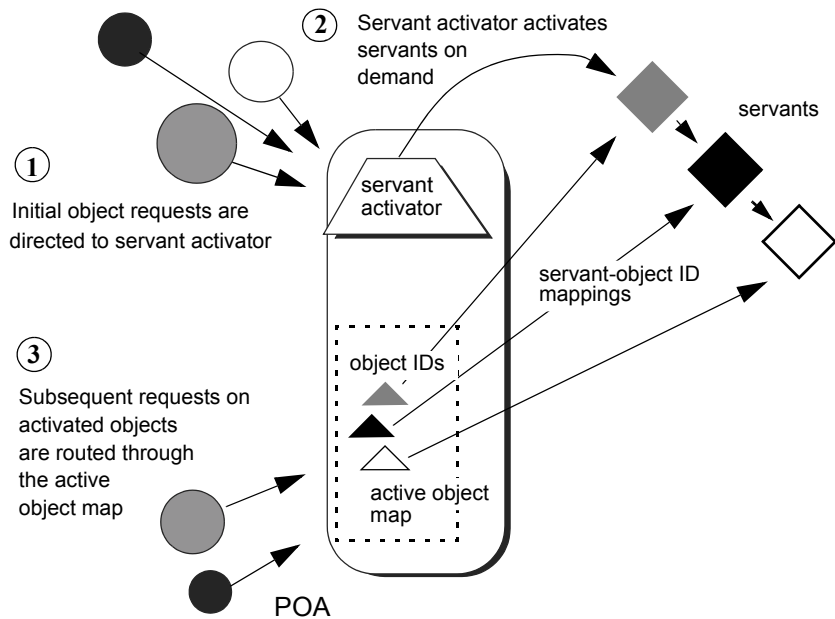 2
Servant activator activates
servants on
demand
servants
1
servant
activator
Initial object requests are
directed to servant activator
servant-object ID
mappings
3
object IDs
Subsequent requests on
activated objects
are routed through
the active
object map
active object
map
POA